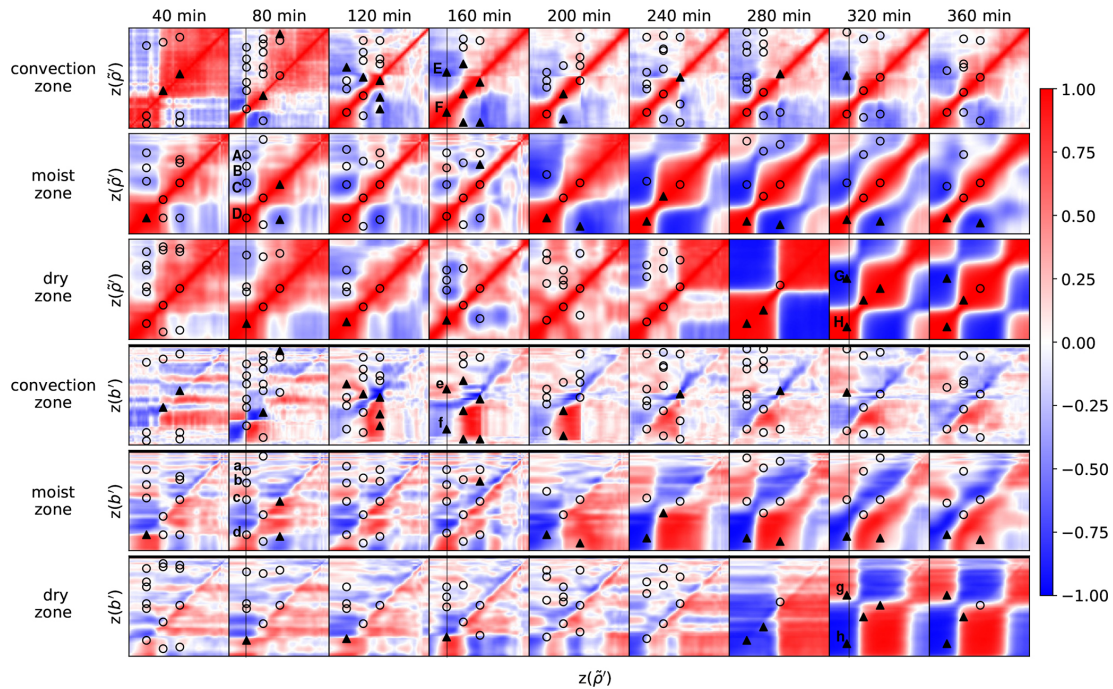 40 min 80 min 120 min 160 min 200 min 240 min 280 min 320 min 360 min
convection zone z(ρ̃′) E F
moist zone z(ρ̃′) A B C D
dry zone z(ρ̃′) G H
convection zone z(b′) e f
moist zone z(b′) a b c d
dry zone z(b′) g h
z(ρ̃′)
1.00
0.75
0.50
0.25
0.00
−0.25
−0.50
−0.75
−1.00